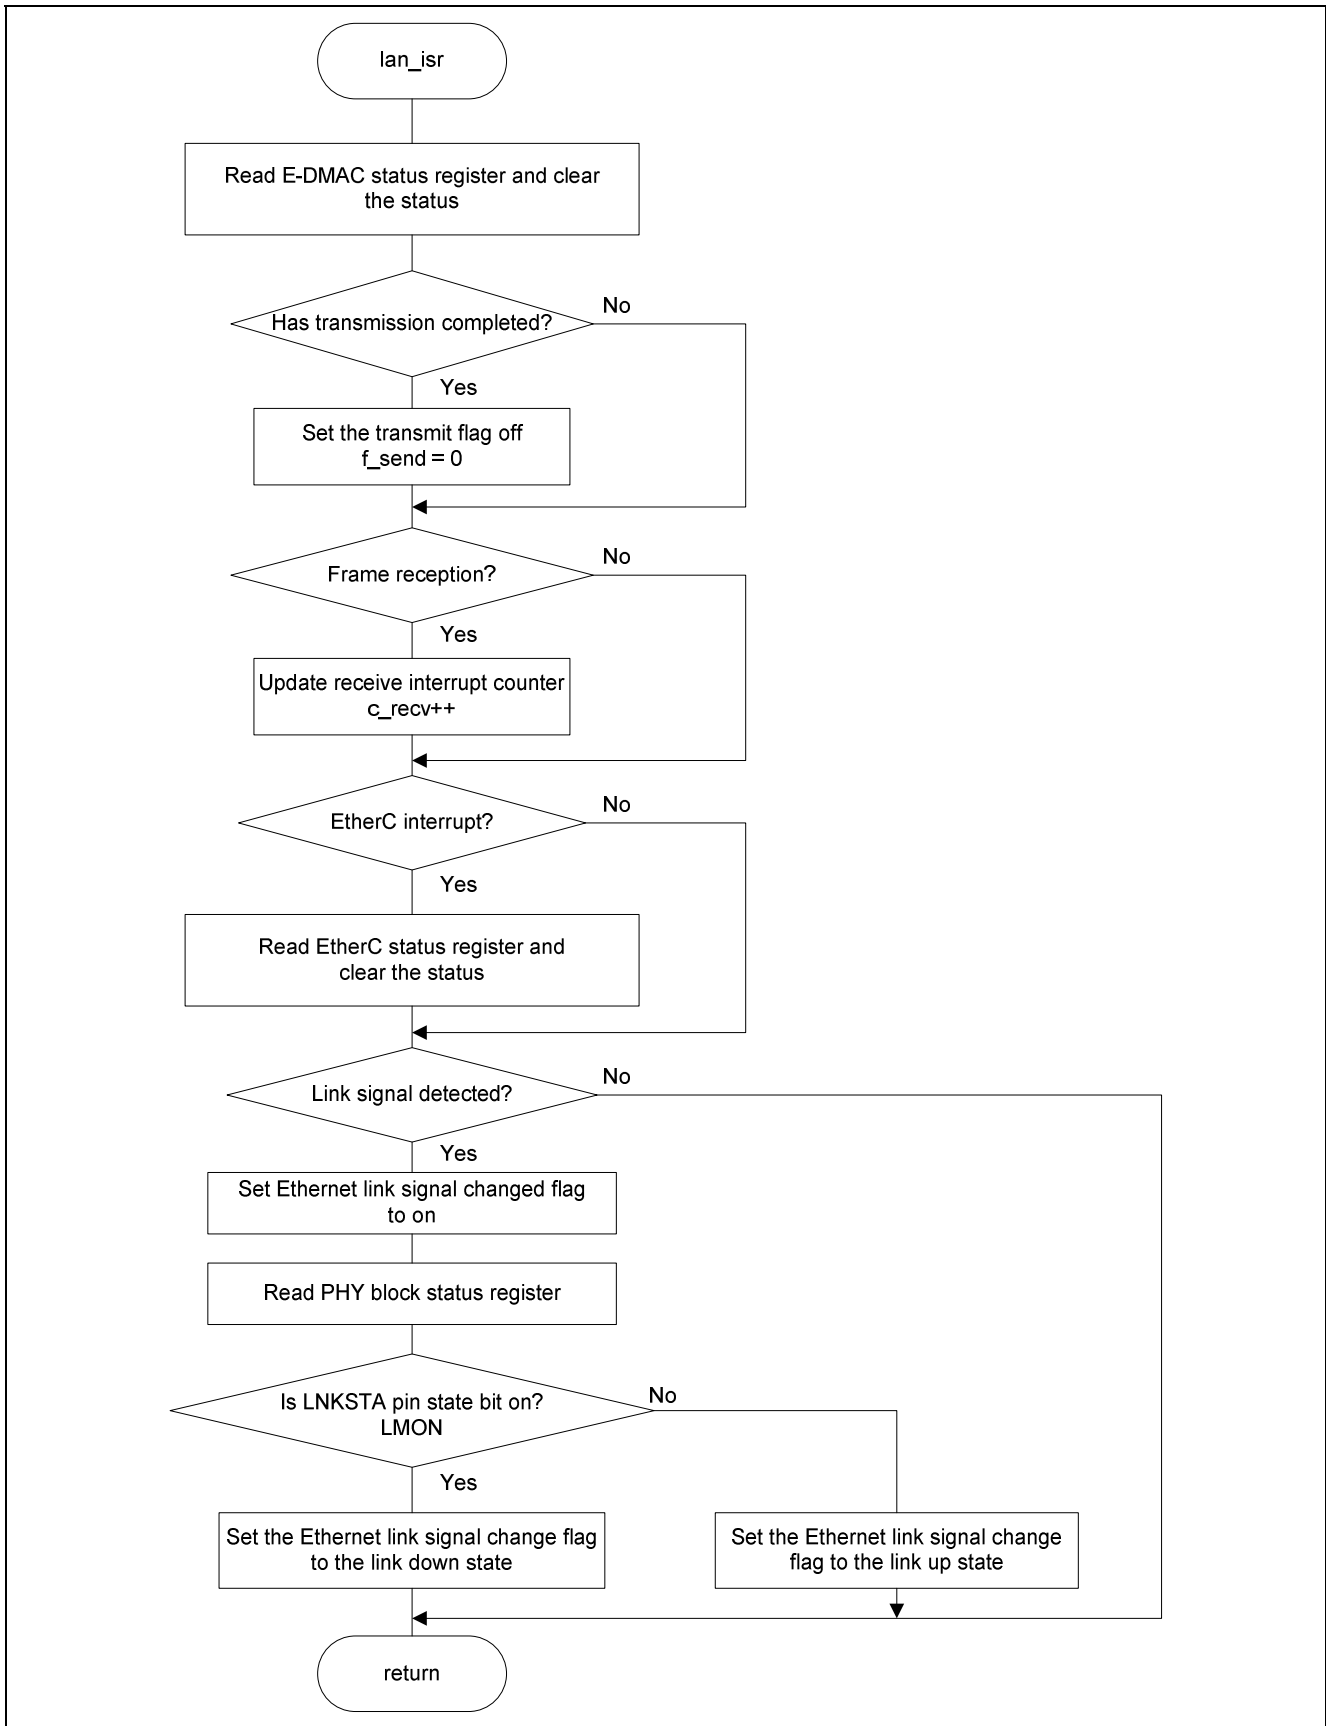 lan_isr
Read E-DMAC status register and clear
the status
Has transmission completed?
No
Yes
Set the transmit flag off
f_send = 0
Frame reception?
No
Yes
Update receive interrupt counter
c_recv++
EtherC interrupt?
No
Yes
Read EtherC status register and
clear the status
Link signal detected?
No
Yes
Set Ethernet link signal changed flag
to on
Read PHY block status register
Is LNKSTA pin state bit on?
LMON
No
Yes
Set the Ethernet link signal change flag
to the link down state
Set the Ethernet link signal change
flag to the link up state
return